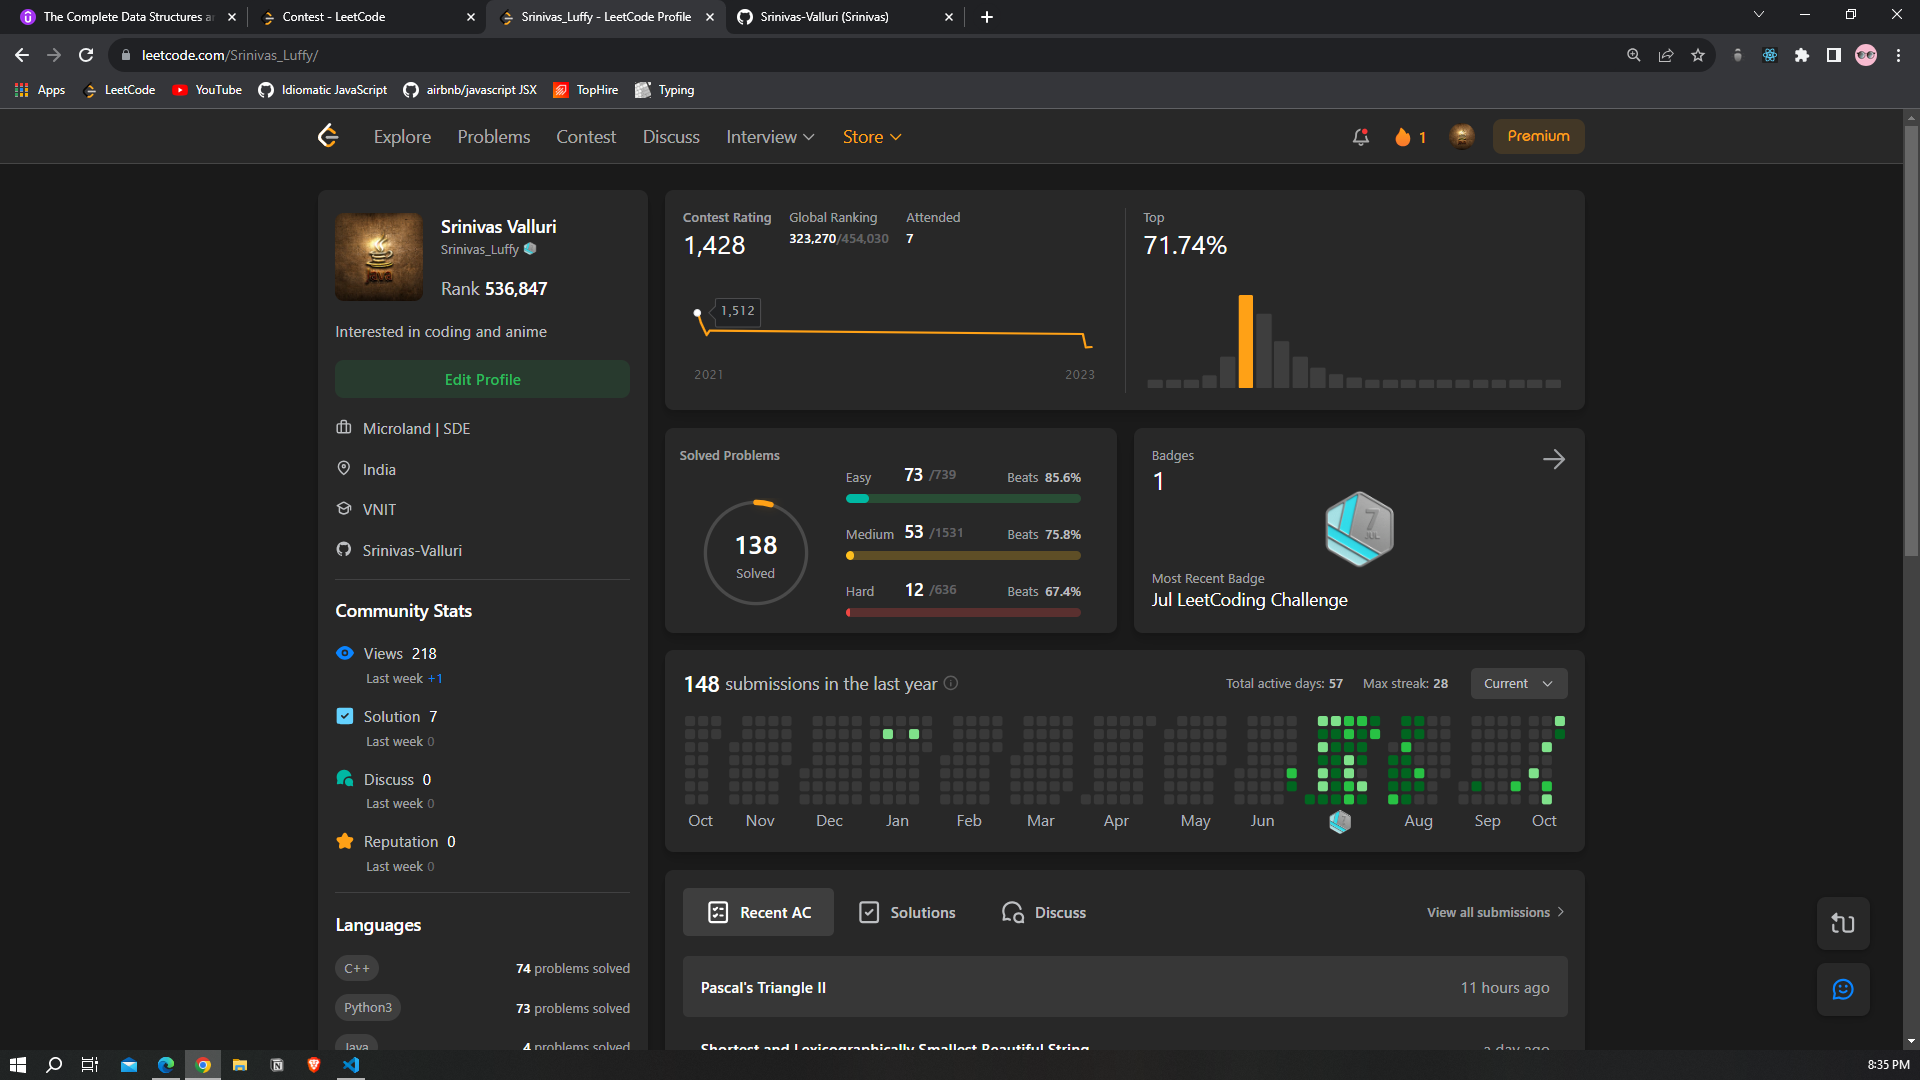 The Complete Data Structures a
Contest - LeetCode
Srinivas_Luffy - LeetCode Profile
Srinivas-Valluri (Srinivas)
leetcode.com/Srinivas_Luffy/
Apps
LeetCode
YouTube
Idiomatic JavaScript
airbnb/javascript JSX
TopHire
Typing
Explore
Problems
Contest
Discuss
Interview
Store
1
Premium
Srinivas Valluri
Srinivas_Luffy
Rank 536,847
Interested in coding and anime
Edit Profile
Microland | SDE
India
VNIT
Srinivas-Valluri
Community Stats
Views 218
Last week +1
Solution 7
Last week 0
Discuss 0
Last week 0
Reputation 0
Last week 0
Languages
C++ 74 problems solved
Python3 73 problems solved
Java 4 problems solved
Contest Rating
1,428
Global Ranking
323,270/454,030
Attended
7
1,512
2021
2023
Top
71.74%
Solved Problems
138
Solved
Easy 73 /739 Beats 85.6%
Medium 53 /1531 Beats 75.8%
Hard 12 /636 Beats 67.4%
Badges
1
7
JUL
Most Recent Badge
Jul LeetCoding Challenge
148 submissions in the last year
Total active days: 57
Max streak: 28
Current
Oct Nov Dec Jan Feb Mar Apr May Jun Aug Sep Oct
Recent AC
Solutions
Discuss
View all submissions
Pascal's Triangle II
11 hours ago
Shortest and Lexicographically Smallest Beautiful String
a day ago
8:35 PM